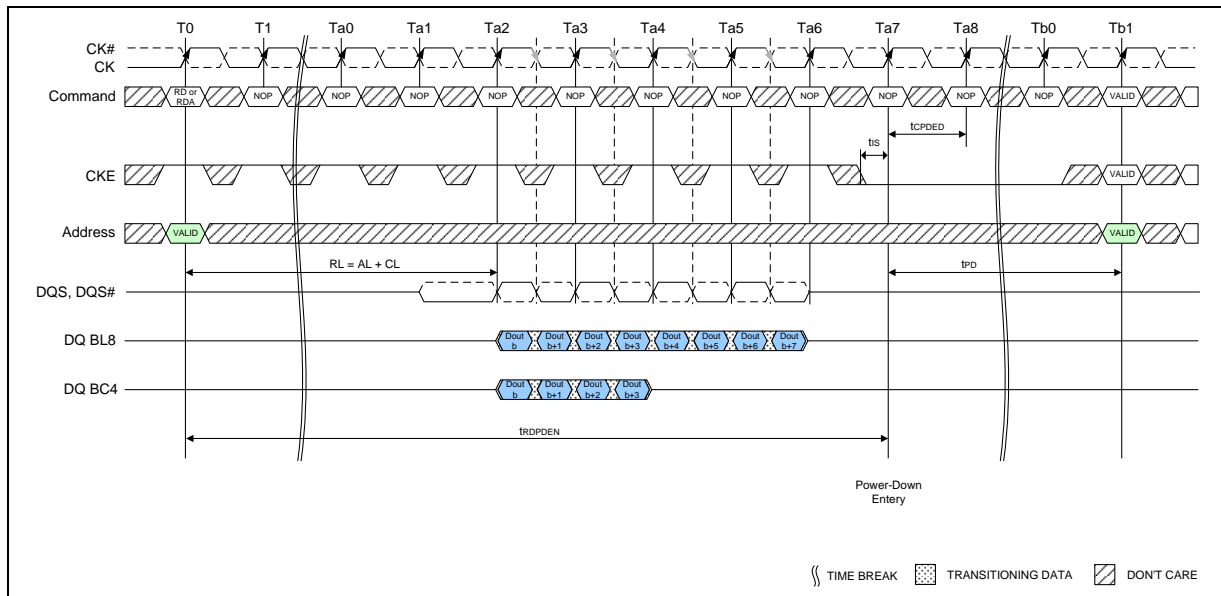 T0 T1 Ta0 Ta1 Ta2 Ta3 Ta4 Ta5 Ta6 Ta7 Ta8 Tb0 Tb1
CK#
CK
Command
RD or
RDA
NOP NOP NOP NOP NOP NOP NOP NOP NOP NOP NOP VALID
tCPDED
tIS
CKE
VALID
Address
VALID
VALID
RL = AL + CL
tPD
DQS, DQS#
DQ BL8
Dout Dout Dout Dout Dout Dout Dout Dout
b b+1 b+2 b+3 b+4 b+5 b+6 b+7
DQ BC4
Dout Dout Dout Dout
b b+1 b+2 b+3
tRDPDEN
Power-Down
Entery
TIME BREAK TRANSITIONING DATA DON'T CARE